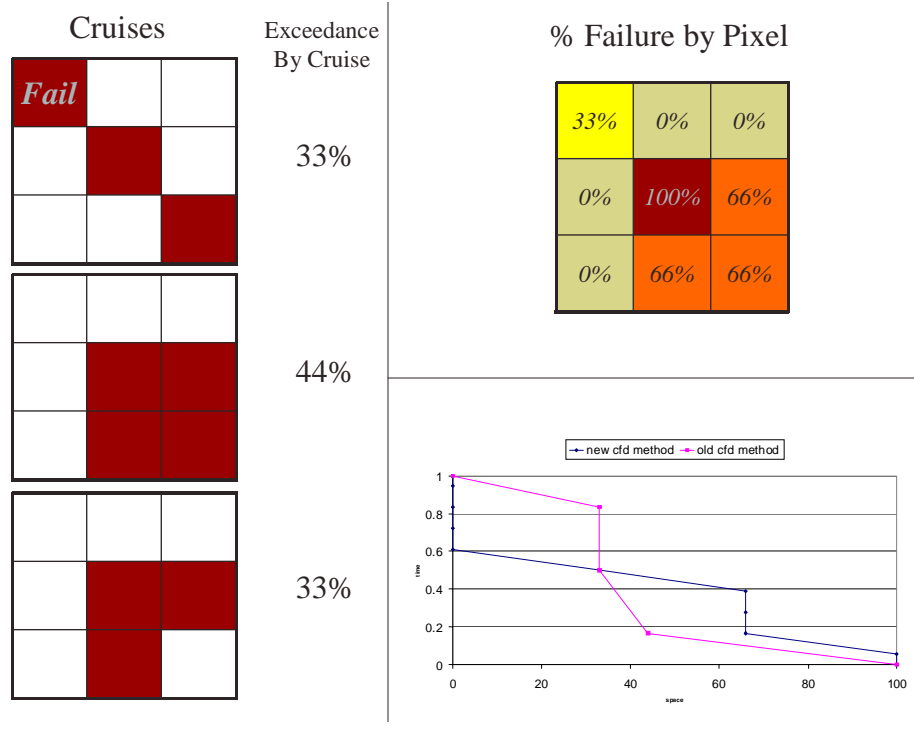 Cruises
Exceedance
By Cruise
Fail
33%
44%
33%
% Failure by Pixel
33% 0% 0%
0% 100% 66%
0% 66% 66%
new cfd method old cfd method
1
0.8
0.6
0.4
0.2
0
time
0 20 40 60 80 100
space